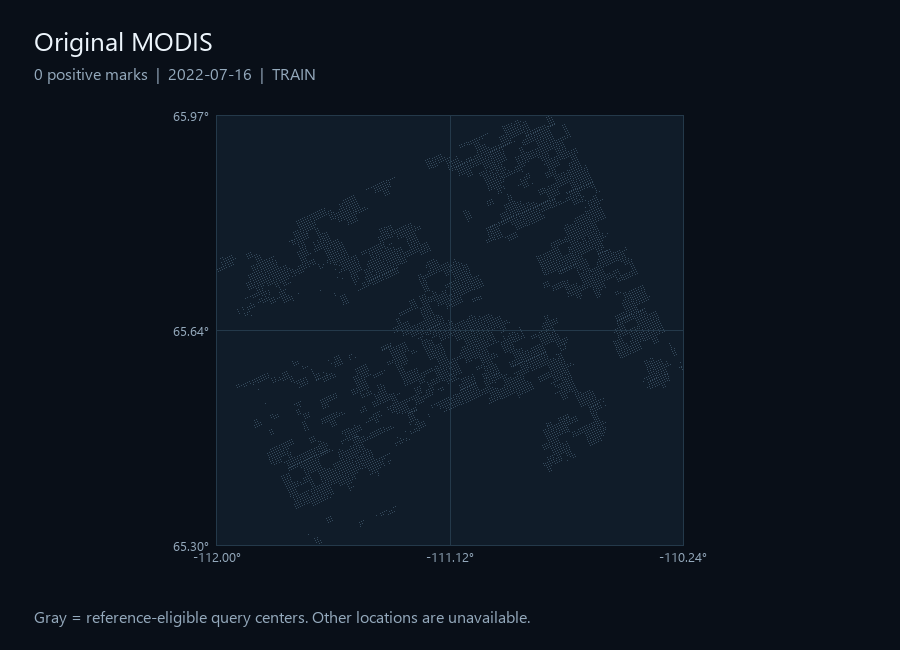 Original MODIS
0 positive marks | 2022-07-16 | TRAIN
65.97°
65.64°
65.30°
-112.00°
-111.12°
-110.24°
Gray = reference-eligible query centers. Other locations are unavailable.